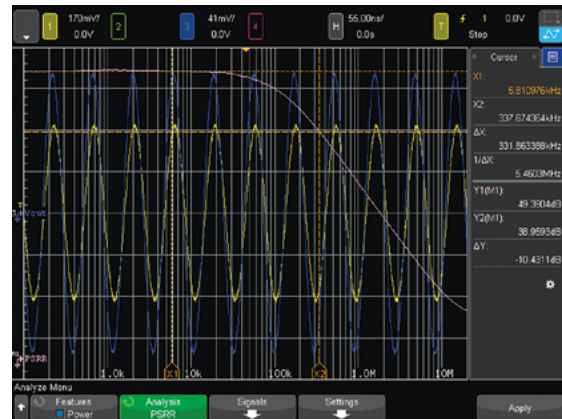 1 170mV/ 0.0V 2 3 41mV/ 0.0V 4 H 55.00ns/ 0.0s T 1 0.0V Stop
Cursor
X1:
5.810976kHz
X2:
337.674364kHz
ΔX:
331.863388kHz
1/ΔX:
5.4603MHz
Y1(M1):
49.3904dB
Y2(M1):
38.9593dB
ΔY:
-10.4311dB
T
Vout
PSRR
1.0k X1 10k 100k X2 1.0M 10M
Analyze Menu
Features
Power
Analysis
PSRR
Signals
Settings
Apply